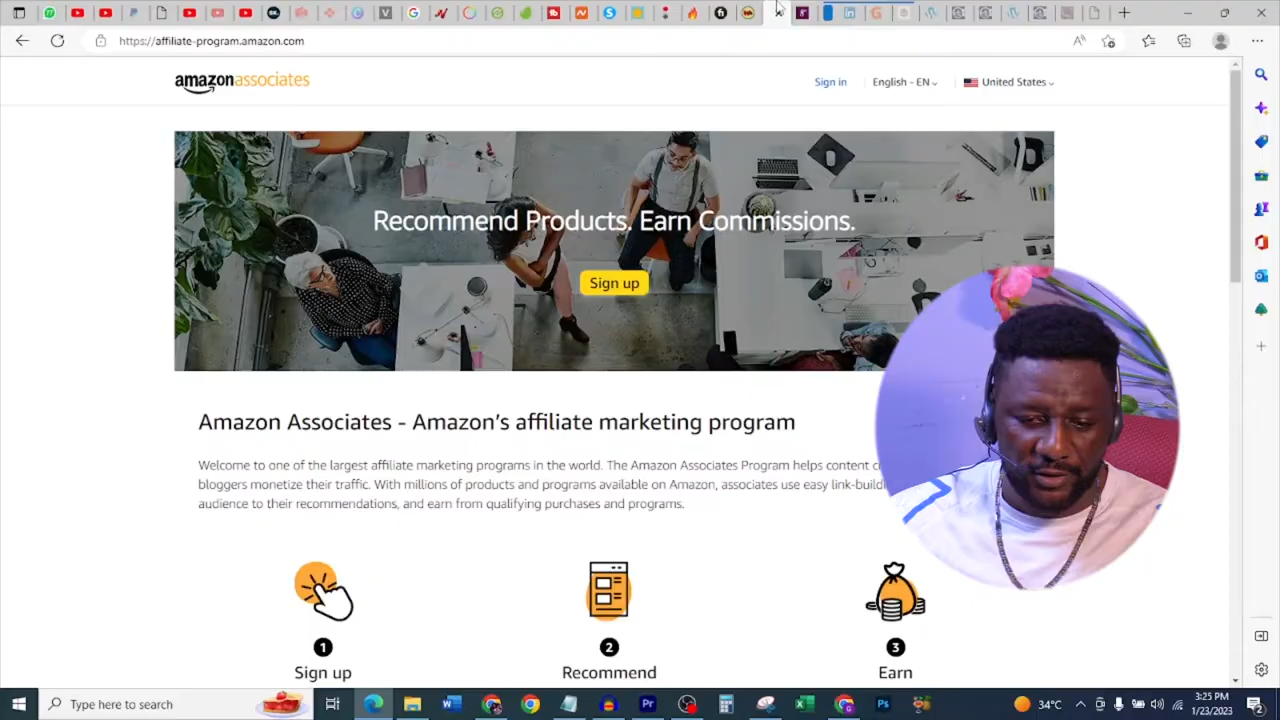 https://affiliate-program.amazon.com
amazonassociates
Sign in
English - EN
United States
Recommend Products. Earn Commissions.
Sign up
Amazon Associates - Amazon's affiliate marketing program
Welcome to one of the largest affiliate marketing programs in the world. The Amazon Associates Program helps content
bloggers monetize their traffic. With millions of products and programs available on Amazon, associates use easy link-build
audience to their recommendations, and earn from qualifying purchases and programs.
1
Sign up
2
Recommend
3
Earn
Type here to search
34°C
3:25 PM
1/23/2023